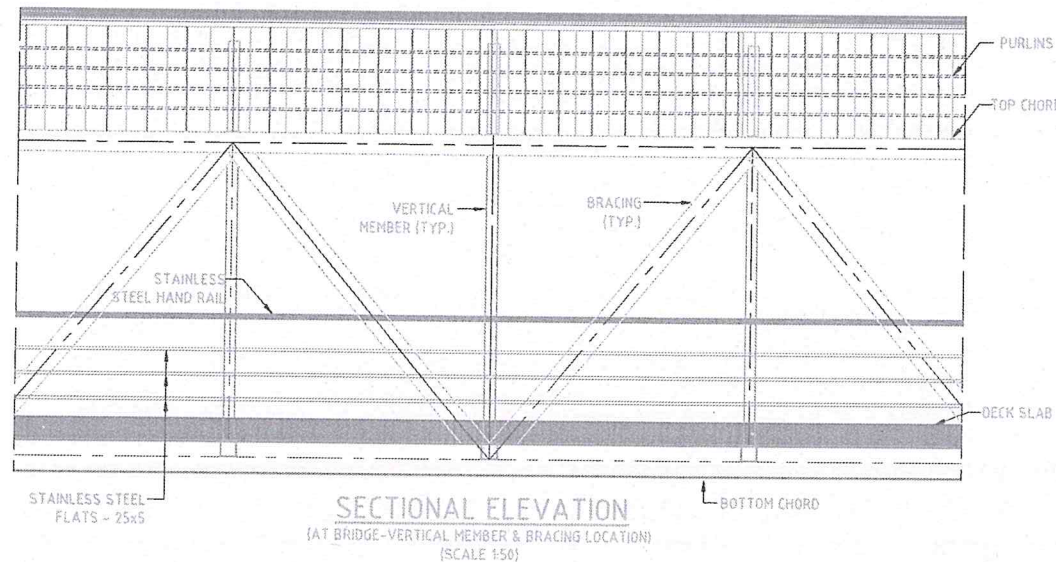 PURLINS
TOP CHORD
VERTICAL
MEMBER (TYP.)
BRACING
(TYP.)
STAINLESS
STEEL HAND RAIL
DECK SLAB
STAINLESS STEEL
FLATS - 25x5
BOTTOM CHORD
SECTIONAL ELEVATION
(AT BRIDGE-VERTICAL MEMBER & BRACING LOCATION)
(SCALE 1:50)